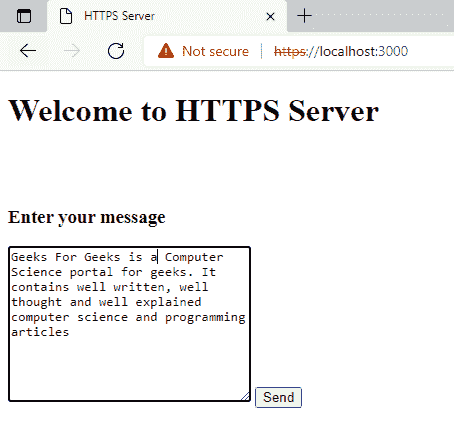 HTTPS Server
Not secure
https://localhost:3000
Welcome to HTTPS Server
Enter your message
Geeks For Geeks is a Computer
Science portal for geeks. It
contains well written, well
thought and well explained
computer science and programming
articles
Send